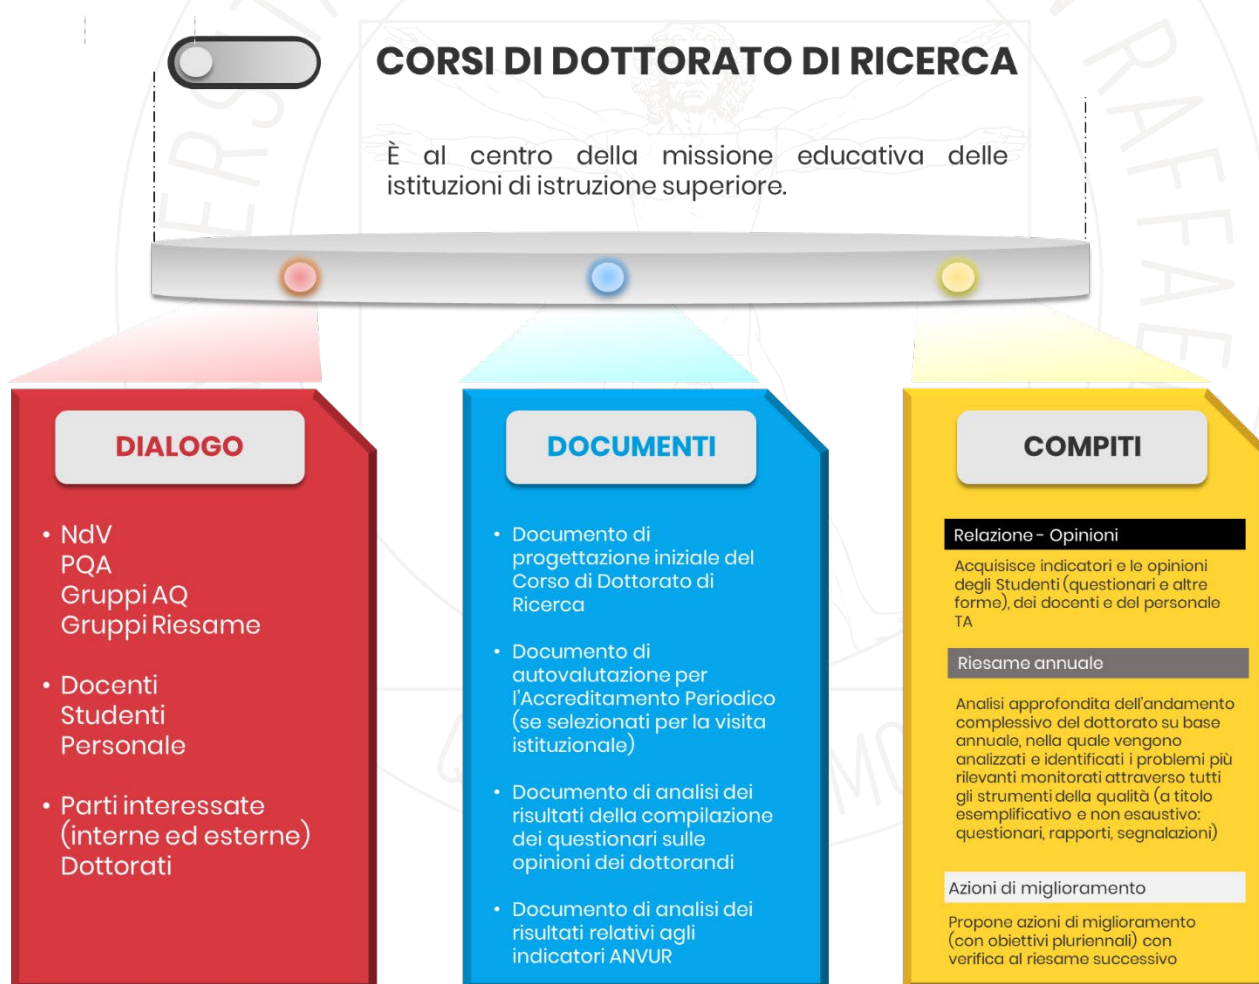 CORSI DI DOTTORATO DI RICERCA
È al centro della missione educativa delle
istituzioni di istruzione superiore.
DIALOGO
• NdV
PQA
Gruppi AQ
Gruppi Riesame
• Docenti
Studenti
Personale
• Parti interessate
(interne ed esterne)
Dottorati
DOCUMENTI
• Documento di
progettazione iniziale del
Corso di Dottorato di
Ricerca
• Documento di
autovalutazione per
l'Accreditamento Periodico
(se selezionati per la visita
istituzionale)
• Documento di analisi dei
risultati della compilazione
dei questionari sulle
opinioni dei dottorandi
• Documento di analisi dei
risultati relativi agli
indicatori ANVUR
COMPITI
Relazione - Opinioni
Acquisisce indicatori e le opinioni
degli Studenti (questionari e altre
forme), dei docenti e del personale
TA
Riesame annuale
Analisi approfondita dell'andamento
complessivo del dottorato su base
annuale, nella quale vengono
analizzati e identificati i problemi più
rilevanti monitorati attraverso tutti
gli strumenti della qualità (a titolo
esemplificativo e non esaustivo:
questionari, rapporti, segnalazioni)
Azioni di miglioramento
Propone azioni di miglioramento
(con obiettivi pluriennali) con
verifica al riesame successivo